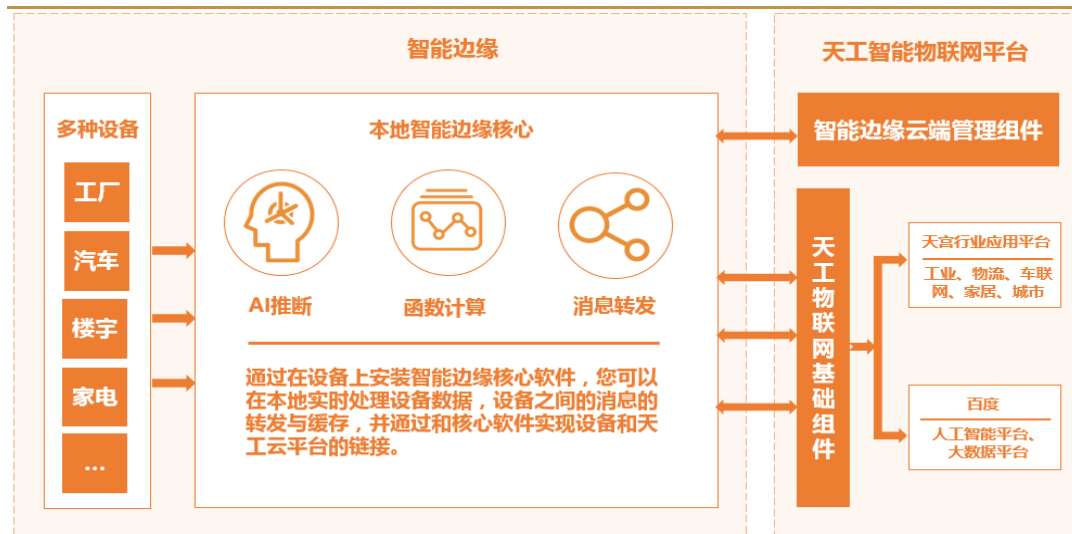 智能边缘
多种设备
工厂
汽车
楼宇
家电
...
本地智能边缘核心
AI推断
函数计算
消息转发
通过在设备上安装智能边缘核心软件，您可以
在本地实时处理设备数据，设备之间的消息的
转发与缓存，并通过和核心软件实现设备和天
工云平台的链接。
天工智能物联网平台
智能边缘云端管理组件
天工物联网基础组件
天宫行业应用平台
工业、物流、车联
网、家居、城市
百度
人工智能平台、
大数据平台